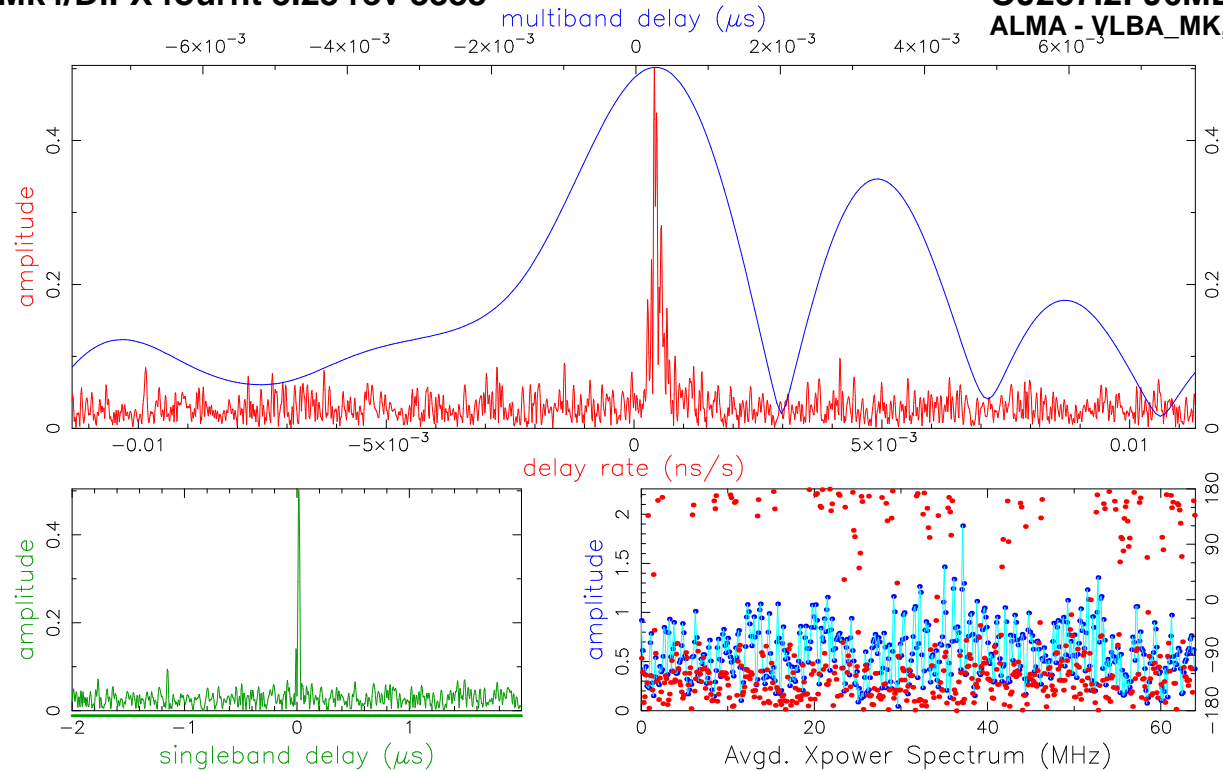 multiband delay (μs)
ALMA - VLBA_MK,
−6×10⁻³ −4×10⁻³ −2×10⁻³ 0 2×10⁻³ 4×10⁻³ 6×10⁻³
amplitude
0 0.2 0.4
0 0.2 0.4
−0.01 −5×10⁻³ 0 5×10⁻³ 0.01
delay rate (ns/s)
amplitude
0 0.2 0.4
−2 −1 0 1
singleband delay (μs)
amplitude
0 0.5 1 1.5 2
−180 −90 0 90 180
0 20 40 60
Avgd. Xpower Spectrum (MHz)